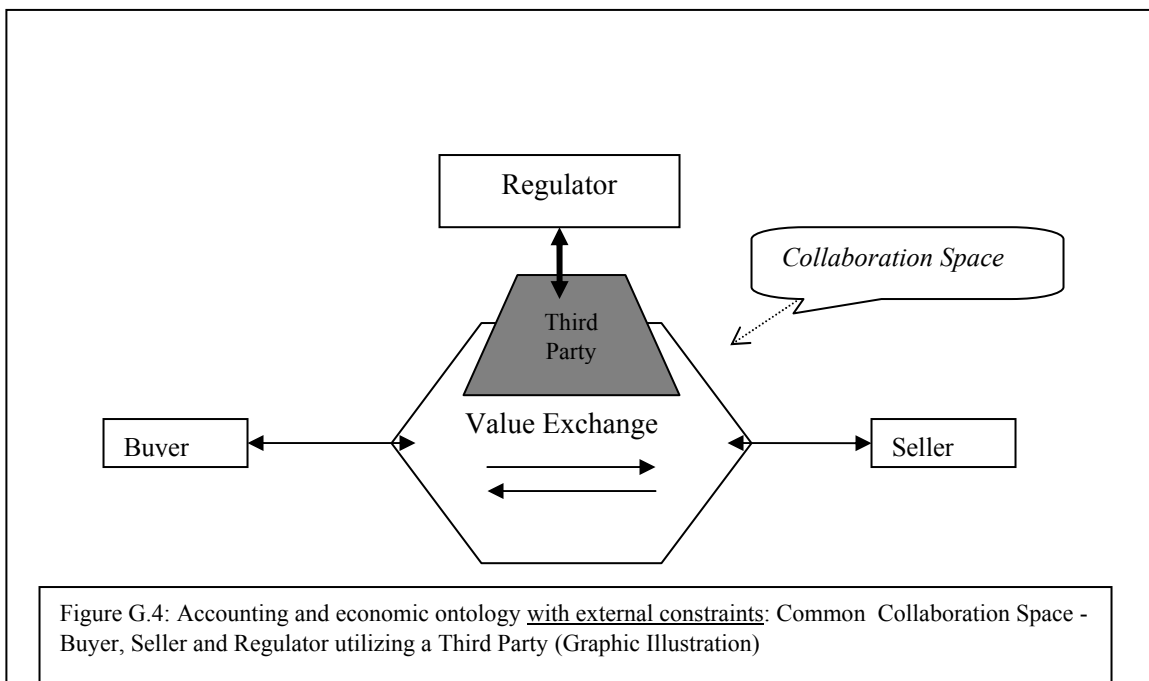 Regulator
Collaboration Space
Third
Party
Value Exchange
Buyer
Seller
Figure G.4: Accounting and economic ontology with external constraints: Common Collaboration Space -
Buyer, Seller and Regulator utilizing a Third Party (Graphic Illustration)